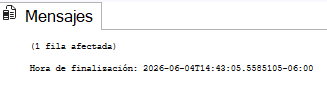 Mensajes
(1 fila afectada)
Hora de finalización: 2026-06-04T14:43:05.5585105-06:00